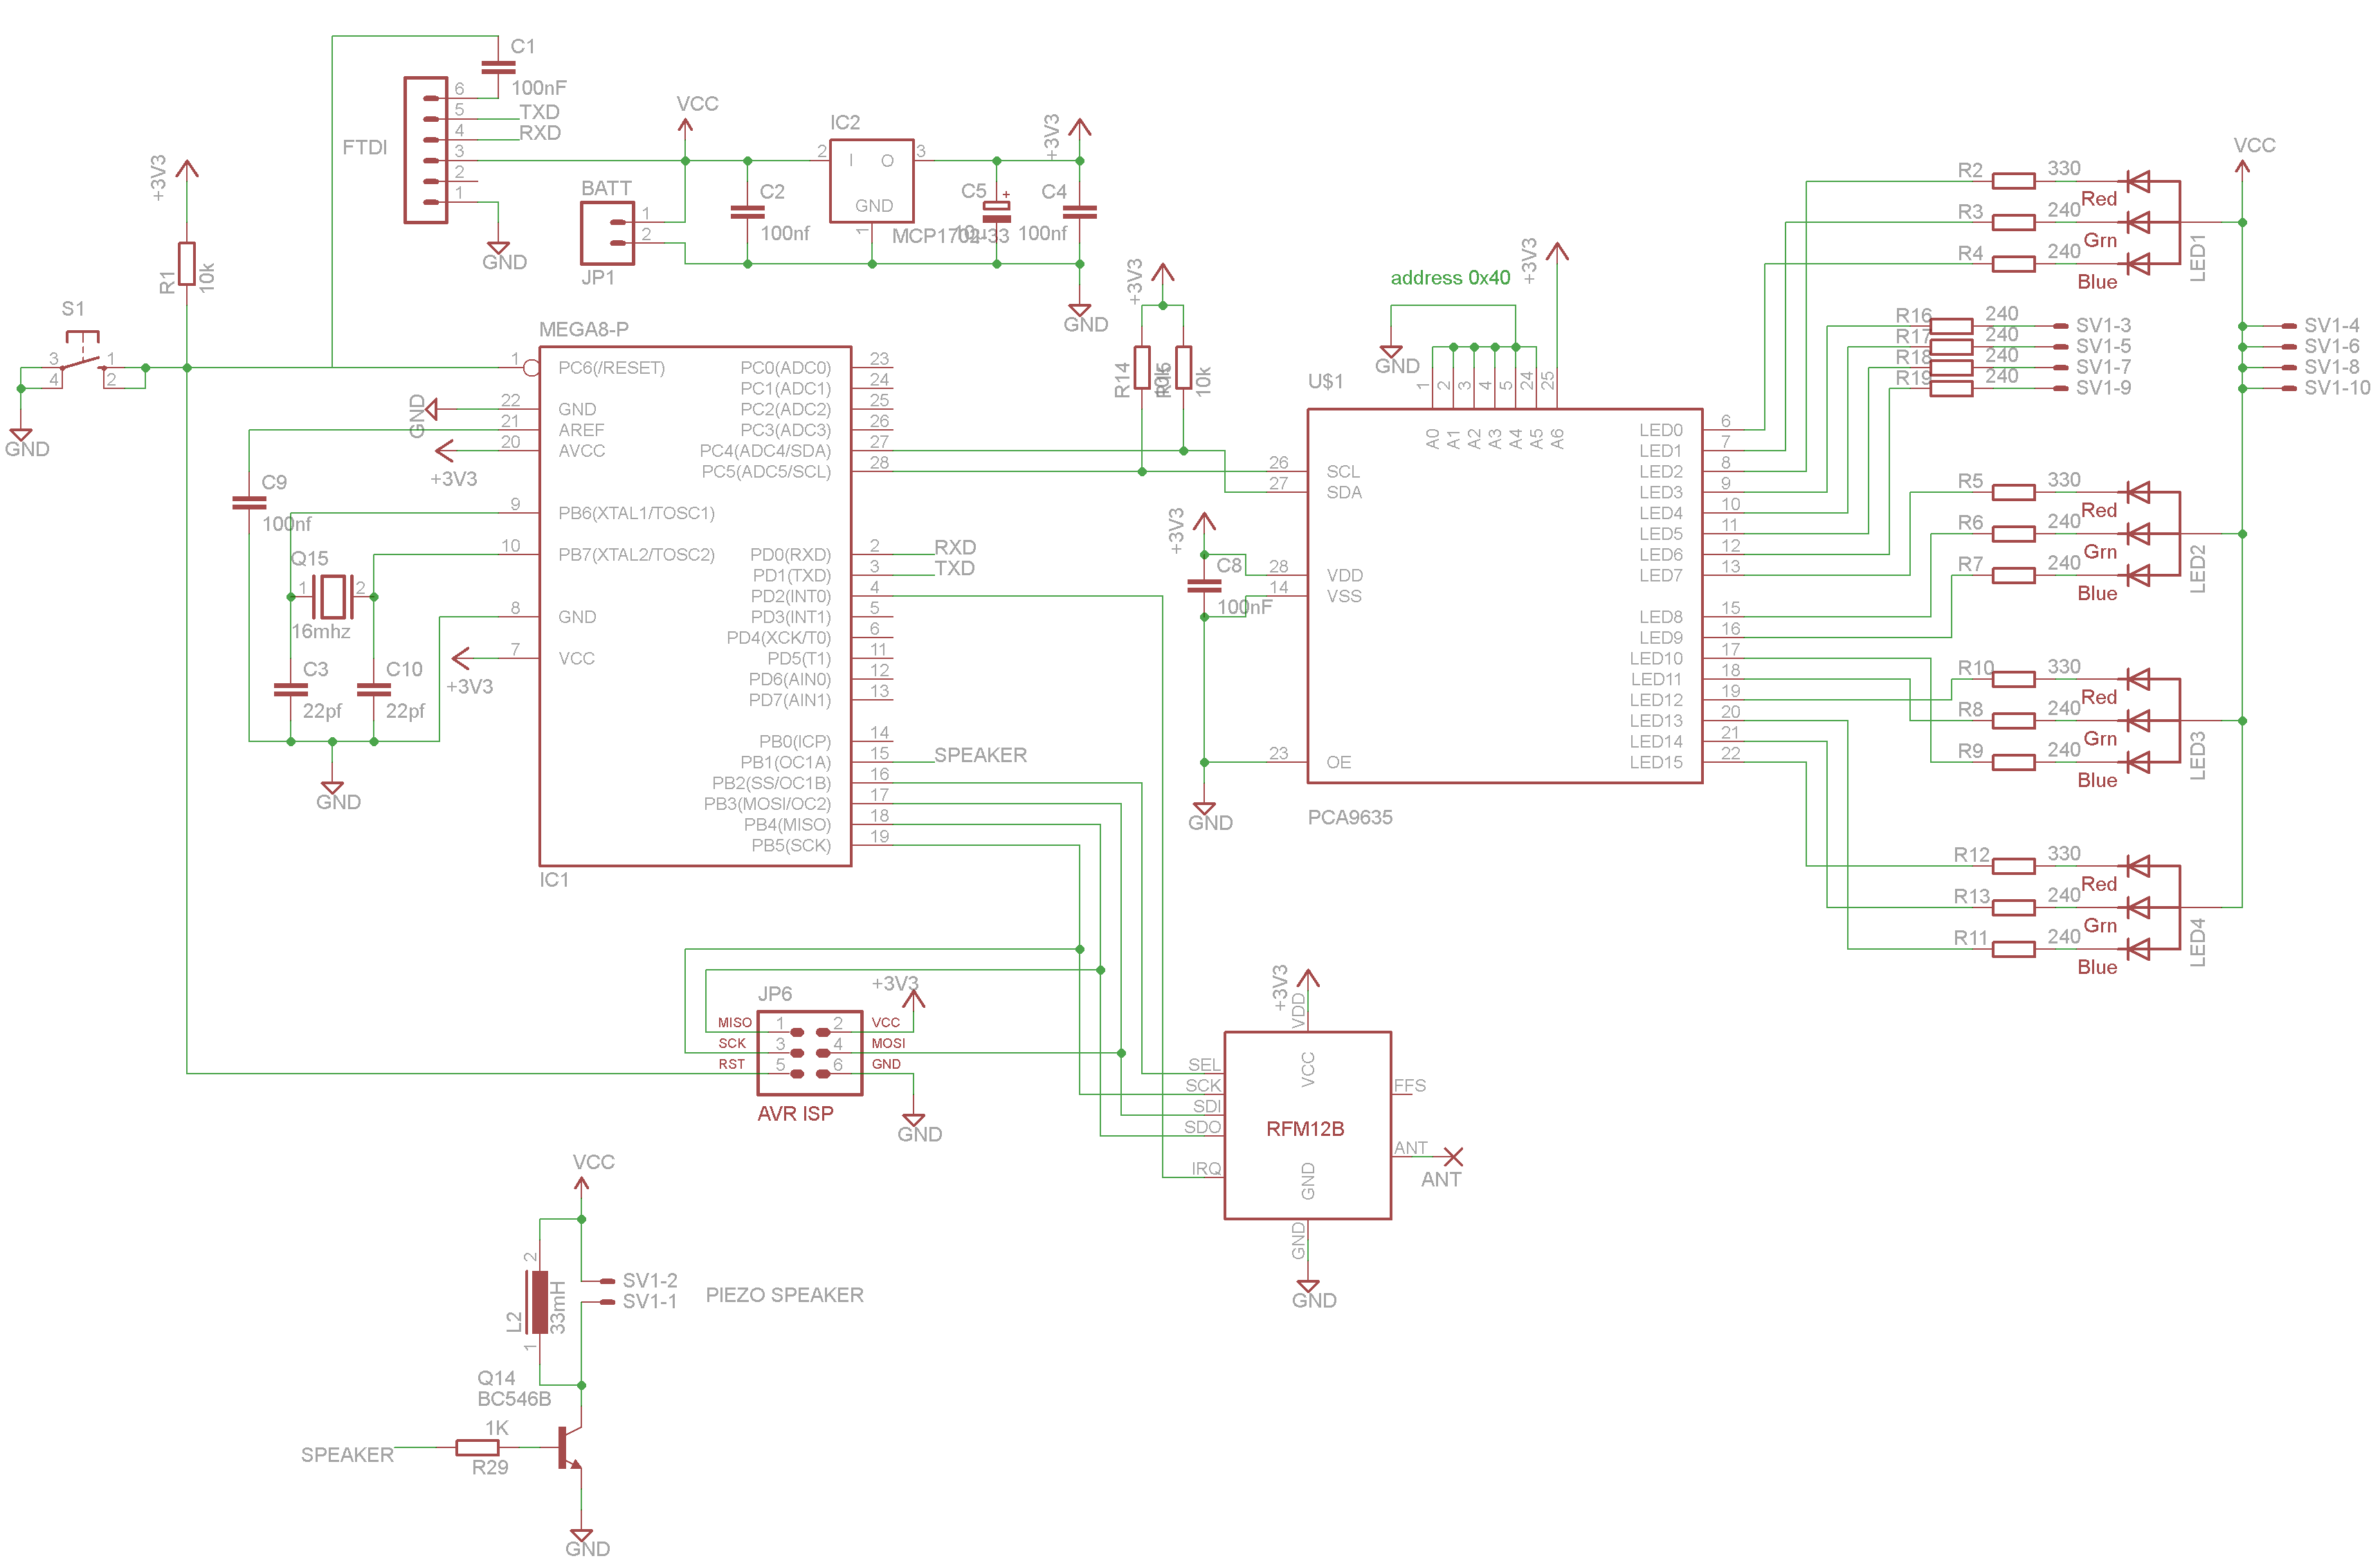 C1
100nF
FTDI
6
5
4
3
2
1
TXD
RXD
GND
VCC
BATT
1
2
JP1
C2
100nf
IC2
2
I
O
3
GND
1
MCP1702-33
C5
+
10u
C4
100nf
+3V3
GND
+3V3
R1
10k
S1
3
4
1
2
GND
MEGA8-P
1
PC6(/RESET)
GND
22
GND
21
AREF
20
AVCC
+3V3
9
PB6(XTAL1/TOSC1)
10
PB7(XTAL2/TOSC2)
8
GND
7
VCC
+3V3
PC0(ADC0)
23
PC1(ADC1)
24
PC2(ADC2)
25
PC3(ADC3)
26
PC4(ADC4/SDA)
27
PC5(ADC5/SCL)
28
PD0(RXD)
2
RXD
PD1(TXD)
3
TXD
PD2(INT0)
4
PD3(INT1)
5
PD4(XCK/T0)
6
PD5(T1)
11
PD6(AIN0)
12
PD7(AIN1)
13
PB0(ICP)
14
PB1(OC1A)
15
SPEAKER
PB2(SS/OC1B)
16
PB3(MOSI/OC2)
17
PB4(MISO)
18
PB5(SCK)
19
IC1
C9
100nf
Q15
1
2
16mhz
C3
22pf
C10
22pf
GND
+3V3
R14
10k
address 0x40
+3V3
GND
U$1
1
2
3
4
5
24
25
A0
A1
A2
A3
A4
A5
A6
26
SCL
27
SDA
28
VDD
14
VSS
23
OE
+3V3
C8
100nF
GND
PCA9635
LED0
6
LED1
7
LED2
8
LED3
9
LED4
10
LED5
11
LED6
12
LED7
13
LED8
15
LED9
16
LED10
17
LED11
18
LED12
19
LED13
20
LED14
21
LED15
22
VCC
R2
330
Red
R3
240
Grn
R4
240
Blue
LED1
R16
240
SV1-3
R17
240
SV1-5
R18
240
SV1-7
R19
240
SV1-9
SV1-4
SV1-6
SV1-8
SV1-10
R5
330
Red
R6
240
Grn
R7
240
Blue
LED2
R10
330
Red
R8
240
Grn
R9
240
Blue
LED3
R12
330
Red
R13
240
Grn
R11
240
Blue
LED4
JP6
+3V3
MISO
1
2
VCC
SCK
3
4
MOSI
RST
5
6
GND
AVR ISP
GND
+3V3
VDD
VCC
SEL
SCK
SDI
SDO
IRQ
RFM12B
FFS
ANT
ANT
GND
GND
GND
VCC
2
L2
33mH
1
SV1-2
SV1-1
PIEZO SPEAKER
Q14
BC546B
1K
SPEAKER
R29
GND